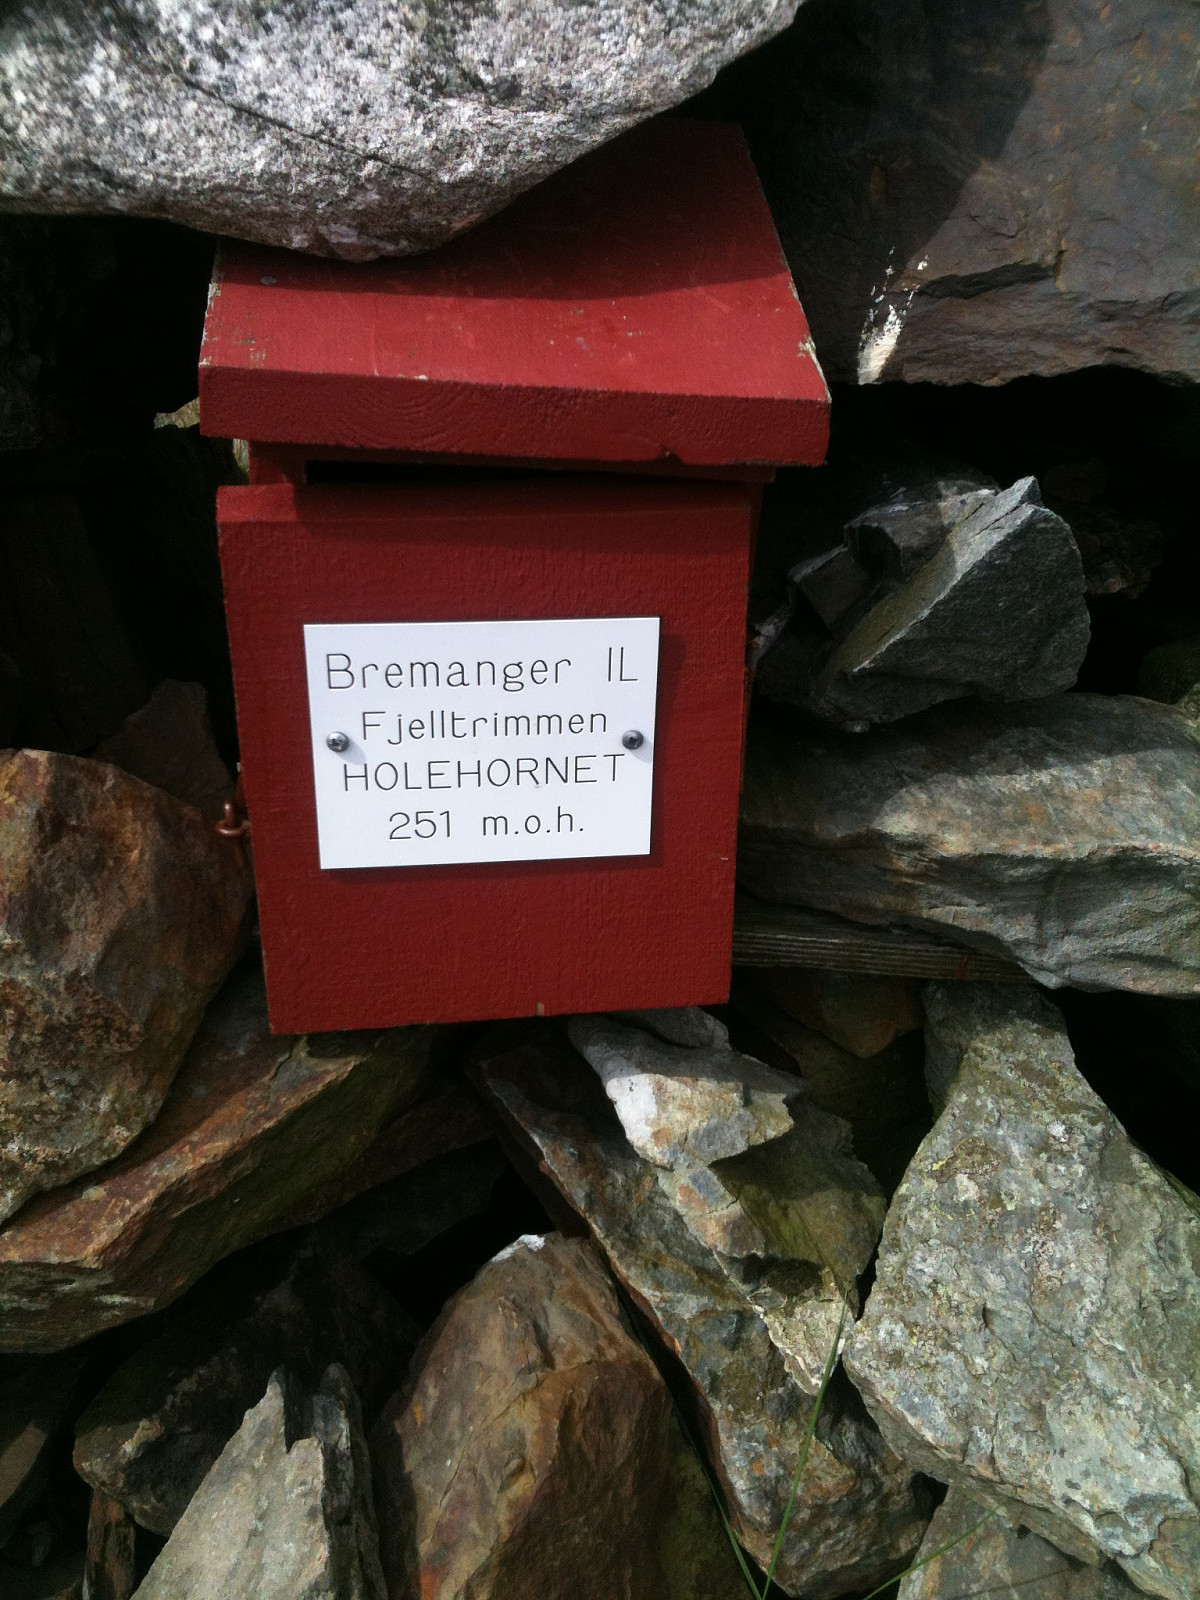 Bremanger IL
Fjelltrimmen
HOLEHORNET
251 m.o.h.